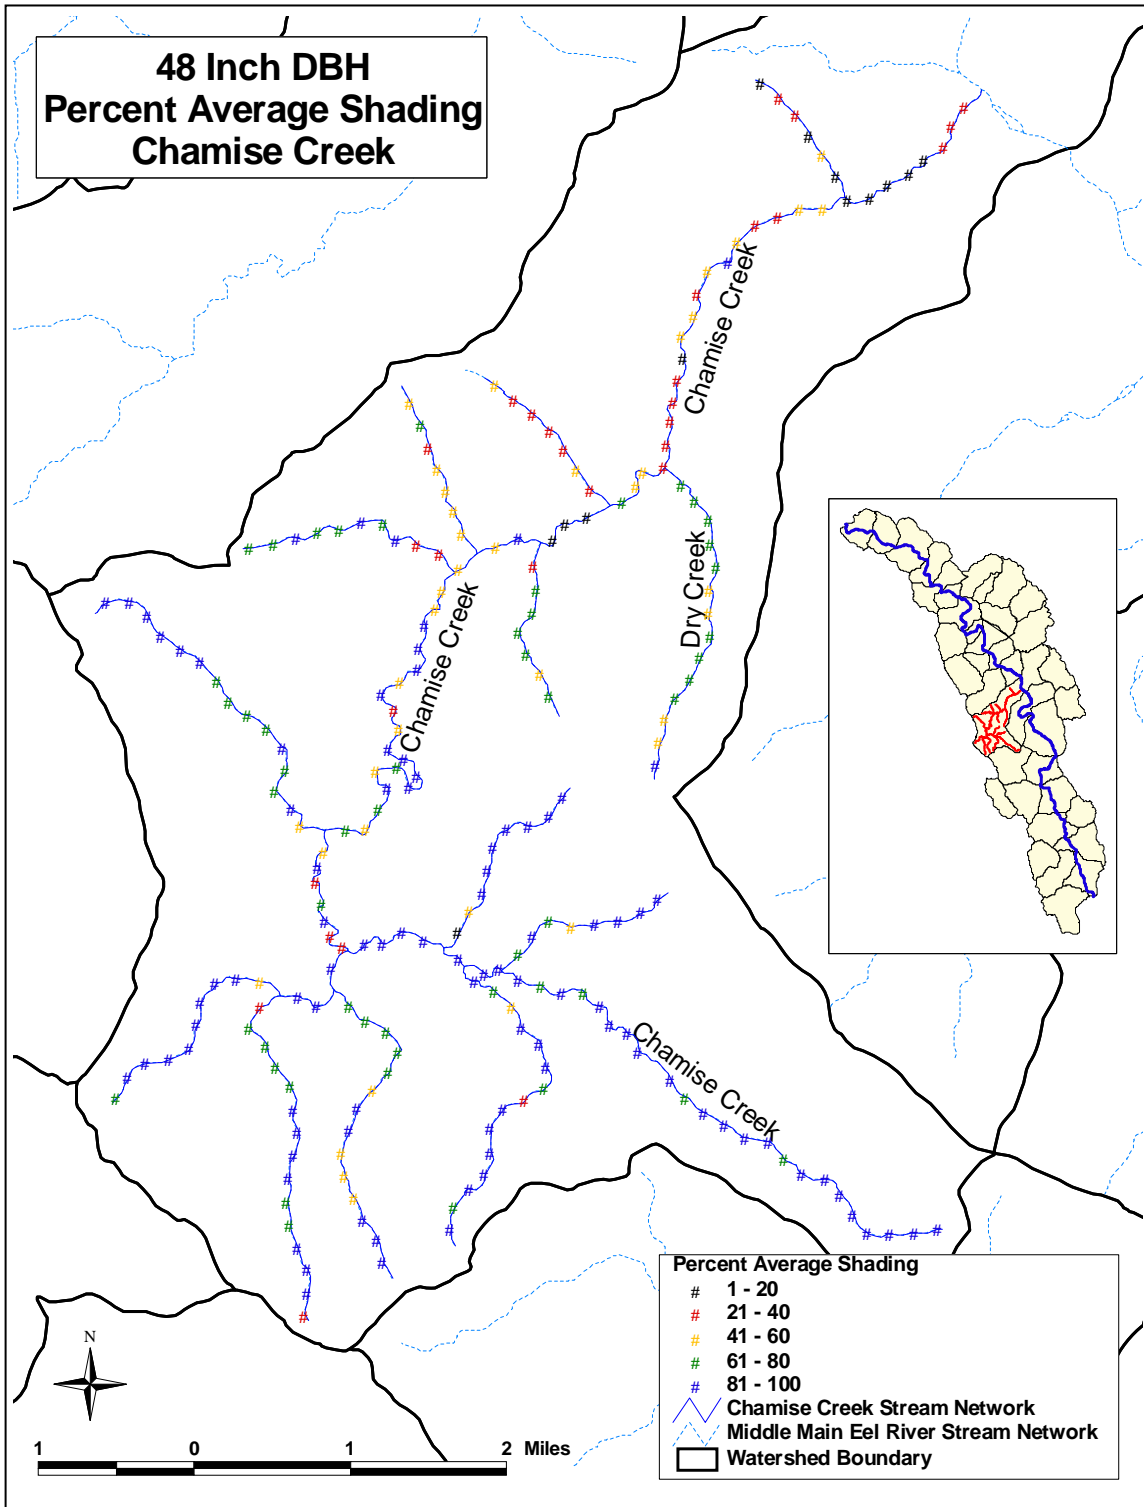 48 Inch DBH
Percent Average Shading
Chamise Creek
Chamise Creek
Dry Creek
Chamise Creek
Chamise Creek
Percent Average Shading
# 1 - 20
# 21 - 40
# 41 - 60
# 61 - 80
# 81 - 100
Chamise Creek Stream Network
Middle Main Eel River Stream Network
Watershed Boundary
N
1 0 1 2 Miles